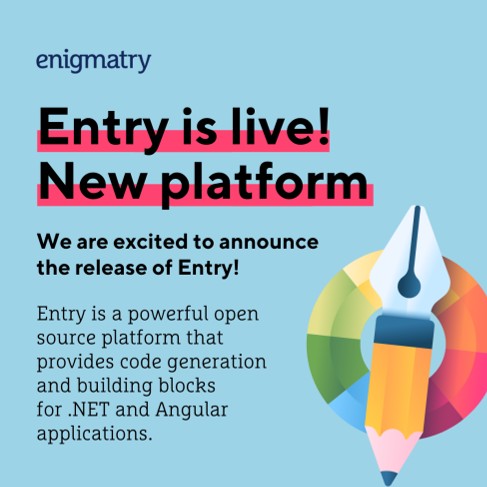 enigmatry
Entry is live!
New platform
We are excited to announce
the release of Entry!
Entry is a powerful open
source platform that
provides code generation
and building blocks
for .NET and Angular
applications.